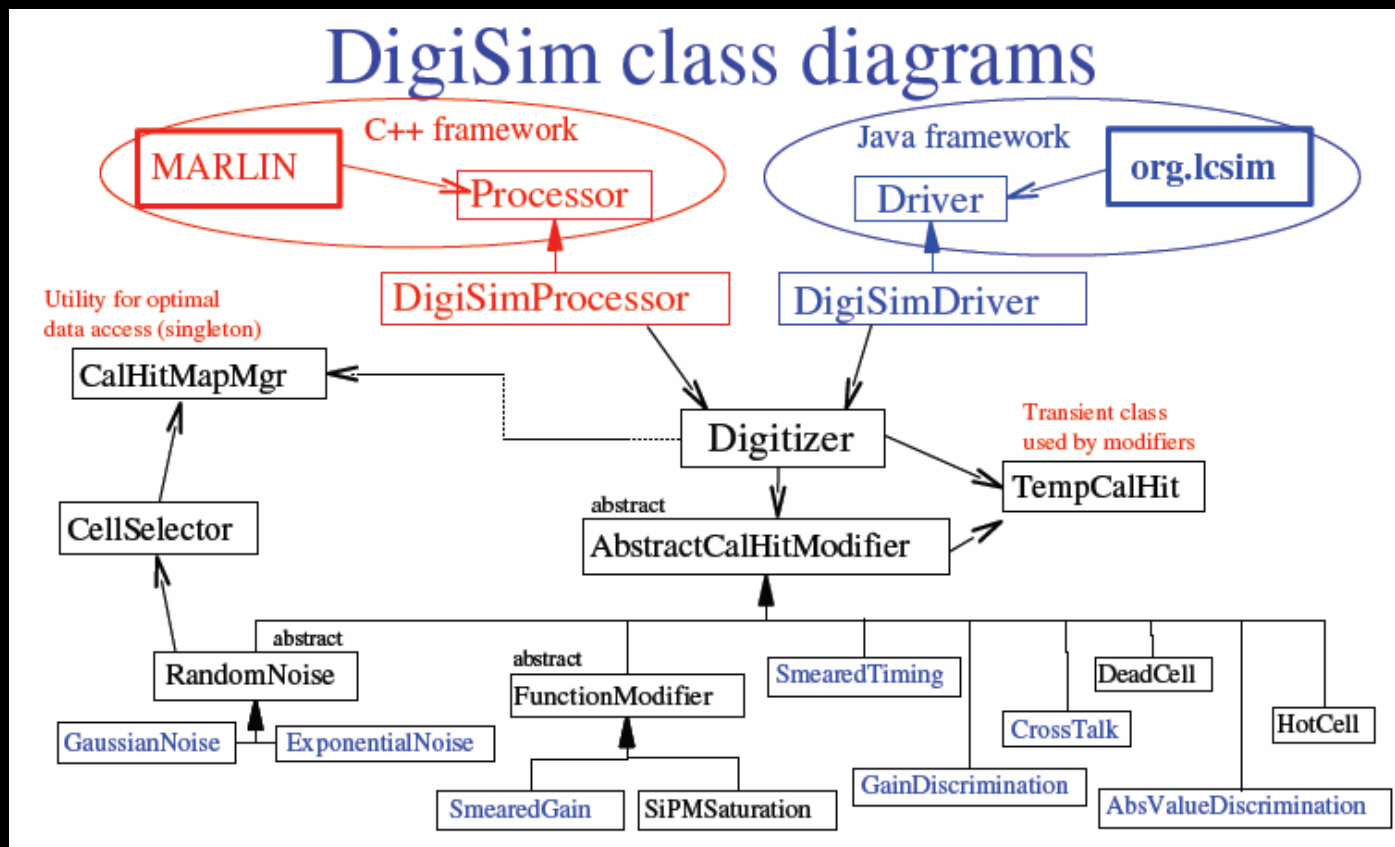 DigiSim class diagrams
C++ framework
Java framework
MARLIN
org.lcsim
Processor
Driver
DigiSimProcessor
DigiSimDriver
Utility for optimal
data access (singleton)
CalHitMapMgr
Digitizer
Transient class
used by modifiers
TempCalHit
CellSelector
abstract
AbstractCalHitModifier
abstract
RandomNoise
abstract
FunctionModifier
SmearedTiming
DeadCell
CrossTalk
HotCell
GaussianNoise
ExponentialNoise
GainDiscrimination
AbsValueDiscrimination
SmearedGain
SiPMSaturation